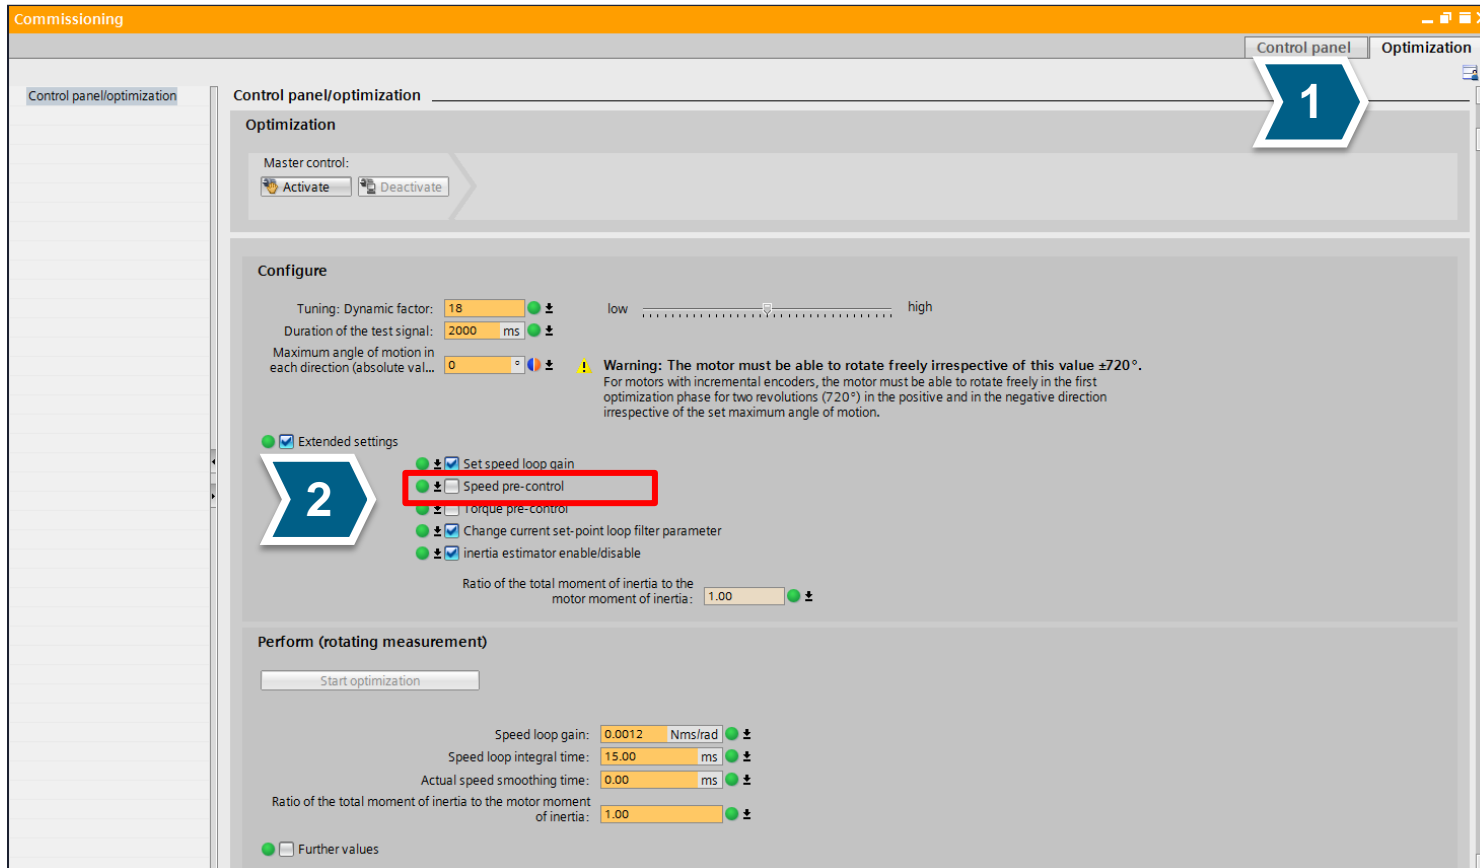 Commissioning
Control panel
Optimization
Control panel/optimization
Control panel/optimization
1
Optimization
Master control:
Activate
Deactivate
Configure
Tuning: Dynamic factor: 18
low
high
Duration of the test signal: 2000 ms
Maximum angle of motion in
each direction (absolute val... 0 °
Warning: The motor must be able to rotate freely irrespective of this value ±720°.
For motors with incremental encoders, the motor must be able to rotate freely in the first
optimization phase for two revolutions (720°) in the positive and in the negative direction
irrespective of the set maximum angle of motion.
Extended settings
2
Set speed loop gain
Speed pre-control
Torque pre-control
Change current set-point loop filter parameter
inertia estimator enable/disable
Ratio of the total moment of inertia to the
motor moment of inertia: 1.00
Perform (rotating measurement)
Start optimization
Speed loop gain: 0.0012 Nms/rad
Speed loop integral time: 15.00 ms
Actual speed smoothing time: 0.00 ms
Ratio of the total moment of inertia to the motor moment
of inertia: 1.00
Further values